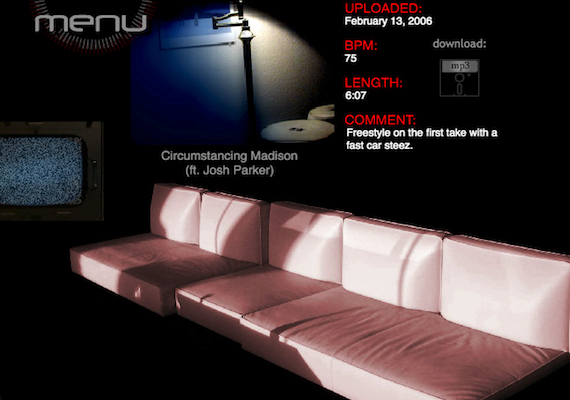 menu
UPLOADED:
February 13, 2006
BPM:
75
download:
mp3
LENGTH:
6:07
COMMENT:
Freestyle on the first take with a
fast car steez.
Circumstancing Madison
(ft. Josh Parker)